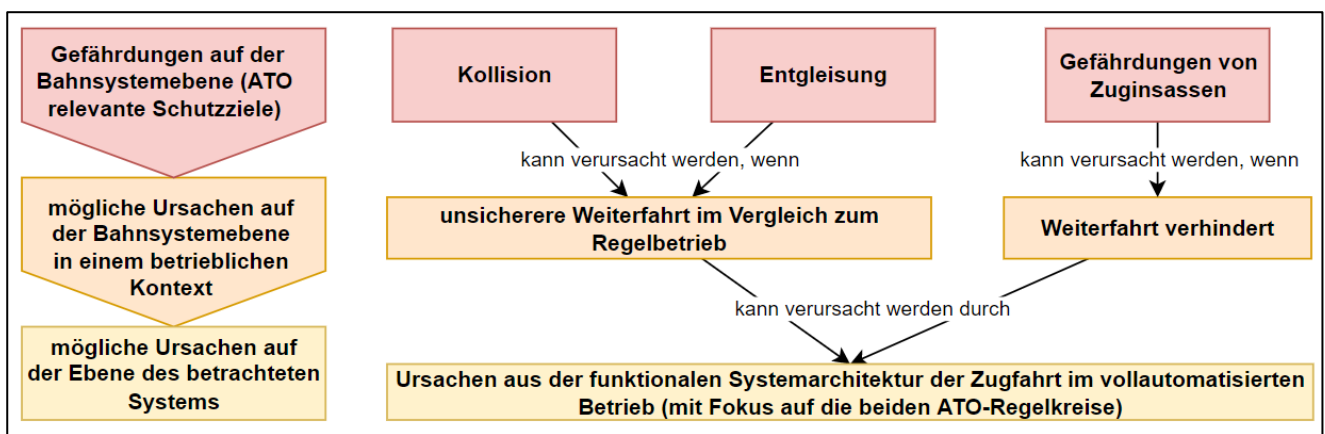 Gefährdungen auf der
Bahnsystemebene (ATO
relevante Schutzziele)
Kollision
Entgleisung
Gefährdungen von
Zuginsassen
kann verursacht werden, wenn
kann verursacht werden, wenn
mögliche Ursachen auf
der Bahnsystemebene
in einem betrieblichen
Kontext
unsicherere Weiterfahrt im Vergleich zum
Regelbetrieb
Weiterfahrt verhindert
kann verursacht werden durch
mögliche Ursachen auf
der Ebene des betrachteten
Systems
Ursachen aus der funktionalen Systemarchitektur der Zugfahrt im vollautomatisierten
Betrieb (mit Fokus auf die beiden ATO-Regelkreise)